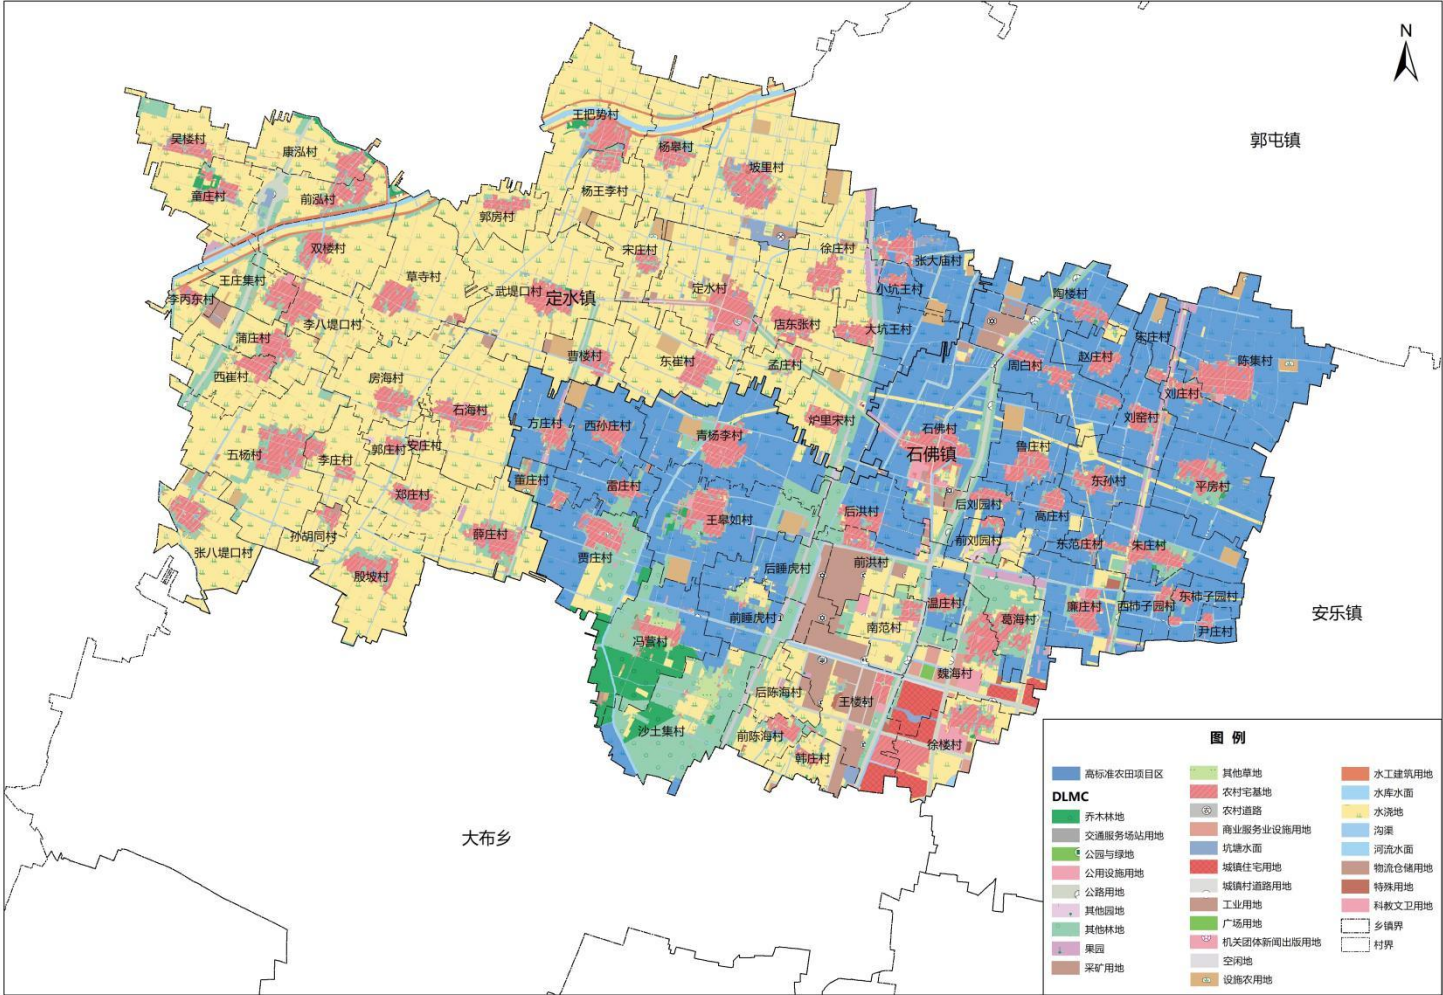 N
郭屯镇
安乐镇
大布乡
定水镇
石佛镇
王把势村
杨皋村
坡里村
吴楼村
康泓村
童庄村
前泓村
杨王李村
郭房村
双楼村
宋庄村
徐庄村
张大庙村
小坑王村
王庄集村
草寺村
武堤口村
定水村
李丙东村
李八堤口村
店东张村
大坑王村
陶楼村
宋庄村
陈集村
蒲庄村
西崔村
房海村
曹楼村
东崔村
孟庄村
周白村
赵庄村
刘庄村
刘窑村
石海村
方庄村
西孙庄村
青杨李村
炉里宋村
石佛村
鲁庄村
五杨村
李庄村
郭庄村
安庄村
董庄村
雷庄村
东孙村
平房村
郑庄村
王皋如村
后洪村
后刘园村
高庄村
张八堤口村
孙胡同村
薛庄村
贾庄村
前刘园村
东范庄村
朱庄村
殷坡村
后睡虎村
前洪村
前睡虎村
南范村
温庄村
葛海村
廉庄村
西柿子园村
东柿子园村
尹庄村
冯营村
魏海村
后陈海村
王楼村
沙土集村
前陈海村
韩庄村
徐楼村
图 例
高标准农田项目区
DLMC
乔木林地
交通服务场站用地
公园与绿地
公用设施用地
公路用地
其他园地
其他林地
果园
采矿用地
其他草地
农村宅基地
农村道路
商业服务业设施用地
坑塘水面
城镇住宅用地
城镇村道路用地
工业用地
广场用地
机关团体新闻出版用地
空闲地
设施农用地
水工建筑用地
水库水面
水浇地
沟渠
河流水面
物流仓储用地
特殊用地
科教文卫用地
乡镇界
村界